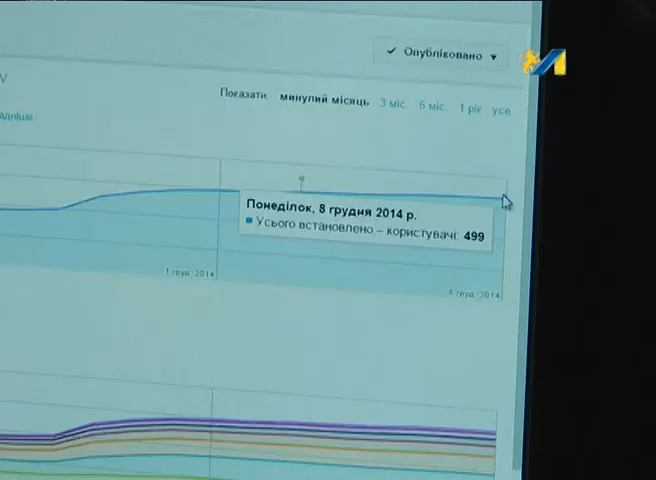 Опубліковано
V
Показати минулий місяць 3 міс. 6 міс. 1 рік усе
адніше
Понеділок, 8 грудня 2014 р.
Усього встановлено – користувачі: 499
1 груд. 2014
8 груд. 2014